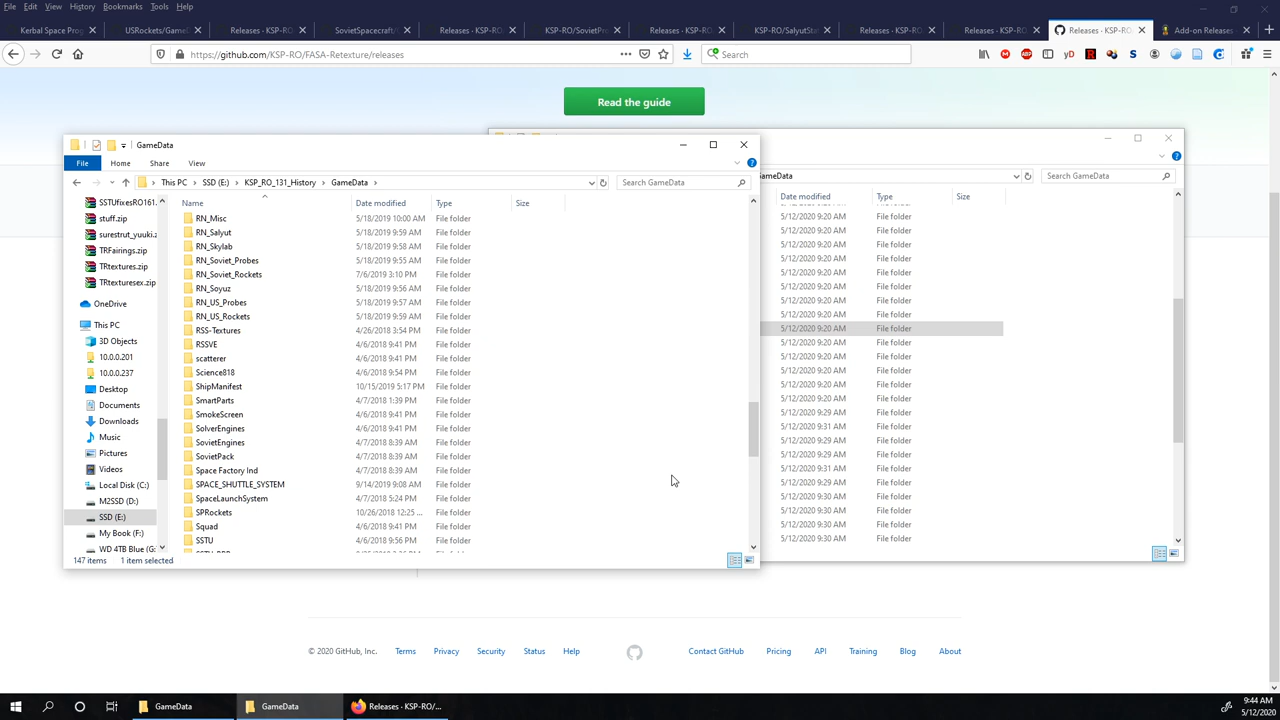 File Edit View History Bookmarks Tools Help
Kerbal Space Prog
USRockets/GameD
Releases · KSP-RO
SovietSpacecraft/
Releases · KSP-RO
KSP-RO/SovietPro
Releases · KSP-RO
KSP-RO/SalyutSta
Releases · KSP-RO
Releases · KSP-RO
Releases · KSP-RO
Add-on Releases
https://github.com/KSP-RO/FASA-Retexture/releases
Search
Read the guide
GameData
File Home Share View
This PC > SSD (E:) > KSP_RO_131_History > GameData >
Search GameData
Name Date modified Type Size
SSTUfixesRO161.
stuff.zip
surestrut_yuuki.z
TRFairings.zip
TRtextures.zip
TRtexturesex.zip
OneDrive
This PC
3D Objects
10.0.0.201
10.0.0.237
Desktop
Documents
Downloads
Music
Pictures
Videos
Local Disk (C:)
M2SSD (D:)
SSD (E:)
My Book (F:)
WD 4TB Blue (G:
RN_Misc 5/18/2019 10:00 AM File folder
RN_Salyut 5/18/2019 9:59 AM File folder
RN_Skylab 5/18/2019 9:58 AM File folder
RN_Soviet_Probes 5/18/2019 9:55 AM File folder
RN_Soviet_Rockets 7/6/2019 3:10 PM File folder
RN_Soyuz 5/18/2019 9:56 AM File folder
RN_US_Probes 5/18/2019 9:57 AM File folder
RN_US_Rockets 5/18/2019 9:59 AM File folder
RSS-Textures 4/26/2018 3:54 PM File folder
RSSVE 4/6/2018 9:41 PM File folder
scatterer 4/6/2018 9:41 PM File folder
Science818 4/6/2018 9:54 PM File folder
ShipManifest 10/15/2019 5:17 PM File folder
SmartParts 4/7/2018 1:39 PM File folder
SmokeScreen 4/6/2018 9:41 PM File folder
SolverEngines 4/6/2018 9:41 PM File folder
SovietEngines 4/7/2018 8:39 AM File folder
SovietPack 4/7/2018 8:39 AM File folder
Space Factory Ind 4/7/2018 8:39 AM File folder
SPACE_SHUTTLE_SYSTEM 9/14/2019 9:08 AM File folder
SpaceLaunchSystem 4/7/2018 5:24 PM File folder
SPRockets 10/26/2018 12:25 ... File folder
Squad 4/6/2018 9:41 PM File folder
SSTU 4/6/2018 9:56 PM File folder
147 items 1 item selected
GameData
Search GameData
Date modified Type Size
5/12/2020 9:20 AM File folder
5/12/2020 9:20 AM File folder
5/12/2020 9:20 AM File folder
5/12/2020 9:20 AM File folder
5/12/2020 9:20 AM File folder
5/12/2020 9:20 AM File folder
5/12/2020 9:20 AM File folder
5/12/2020 9:20 AM File folder
5/12/2020 9:20 AM File folder
5/12/2020 9:20 AM File folder
5/12/2020 9:20 AM File folder
5/12/2020 9:20 AM File folder
5/12/2020 9:20 AM File folder
5/12/2020 9:20 AM File folder
5/12/2020 9:29 AM File folder
5/12/2020 9:31 AM File folder
5/12/2020 9:29 AM File folder
5/12/2020 9:29 AM File folder
5/12/2020 9:31 AM File folder
5/12/2020 9:29 AM File folder
5/12/2020 9:30 AM File folder
5/12/2020 9:30 AM File folder
5/12/2020 9:30 AM File folder
5/12/2020 9:30 AM File folder
© 2020 GitHub, Inc. Terms Privacy Security Status Help
Contact GitHub Pricing API Training Blog About
GameData
GameData
Releases · KSP-RO/...
9:44 AM
5/12/2020